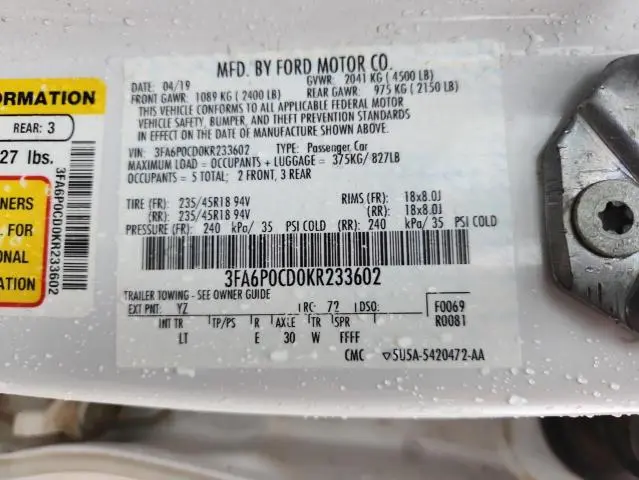 MFD. BY FORD MOTOR CO.
DATE: 04/19 GVWR: 2041 KG ( 4500 LB)
FRONT GAWR: 1089 KG ( 2400 LB) REAR GAWR: 975 KG ( 2150 LB)
THIS VEHICLE CONFORMS TO ALL APPLICABLE FEDERAL MOTOR
VEHICLE SAFETY, BUMPER, AND THEFT PREVENTION STANDARDS
IN EFFECT ON THE DATE OF MANUFACTURE SHOWN ABOVE.
VIN: 3FA6P0CD0KR233602 TYPE: Passenger Car
MAXIMUM LOAD = OCCUPANTS + LUGGAGE = 375KG/ 827LB
OCCUPANTS = 5 TOTAL; 2 FRONT, 3 REAR
TIRE (FR): 235/45R18 94V RIMS (FR): 18x8.0J
(RR): 235/45R18 94V (RR): 18x8.0J
PRESSURE (FR): 240 kPa/ 35 PSI COLD (RR): 240 kPa/ 35 PSI COLD
3FA6P0CD0KR233602
TRAILER TOWING - SEE OWNER GUIDE
EXT PNT: YZ RC: 72 DSO: F0069
INT TR TP/PS R AXLE TR SPR R0081
LT E 30 W FFFF
CMC ▽5U5A-5420472-AA
ORMATION
REAR: 3
27 lbs.
NERS
L FOR
ONAL
ATION
3FA6P0CD0KR233602